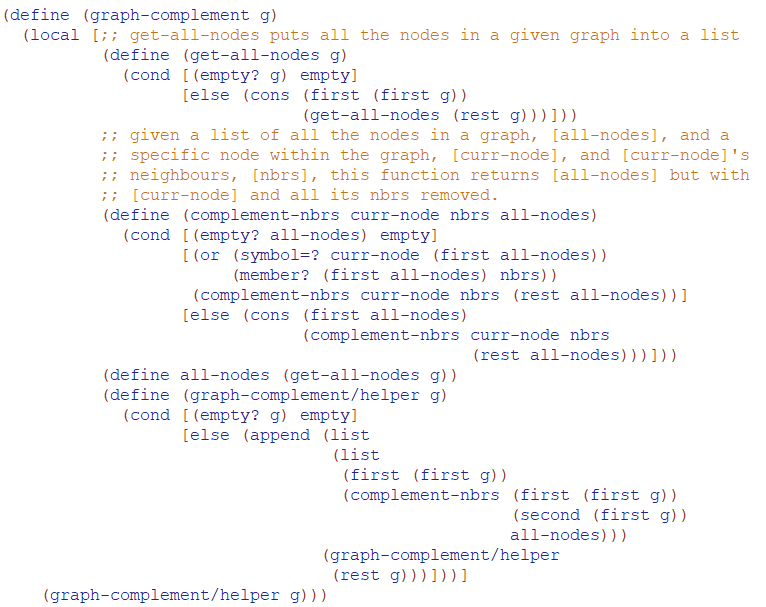 (define (graph-complement g)
  (local [;; get-all-nodes puts all the nodes in a given graph into a list
          (define (get-all-nodes g)
            (cond [(empty? g) empty]
                  [else (cons (first (first g))
                              (get-all-nodes (rest g)))]))
          ;; given a list of all the nodes in a graph, [all-nodes], and a
          ;; specific node within the graph, [curr-node], and [curr-node]'s
          ;; neighbours, [nbrs], this function returns [all-nodes] but with
          ;; [curr-node] and all its nbrs removed.
          (define (complement-nbrs curr-node nbrs all-nodes)
            (cond [(empty? all-nodes) empty]
                  [(or (symbol=? curr-node (first all-nodes))
                       (member? (first all-nodes) nbrs))
                   (complement-nbrs curr-node nbrs (rest all-nodes))]
                  [else (cons (first all-nodes)
                              (complement-nbrs curr-node nbrs
                                               (rest all-nodes)))]))
          (define all-nodes (get-all-nodes g))
          (define (graph-complement/helper g)
            (cond [(empty? g) empty]
                  [else (append (list
                                 (list
                                  (first (first g))
                                  (complement-nbrs (first (first g))
                                                   (second (first g))
                                                   all-nodes)))
                                (graph-complement/helper
                                 (rest g)))]))]
    (graph-complement/helper g)))